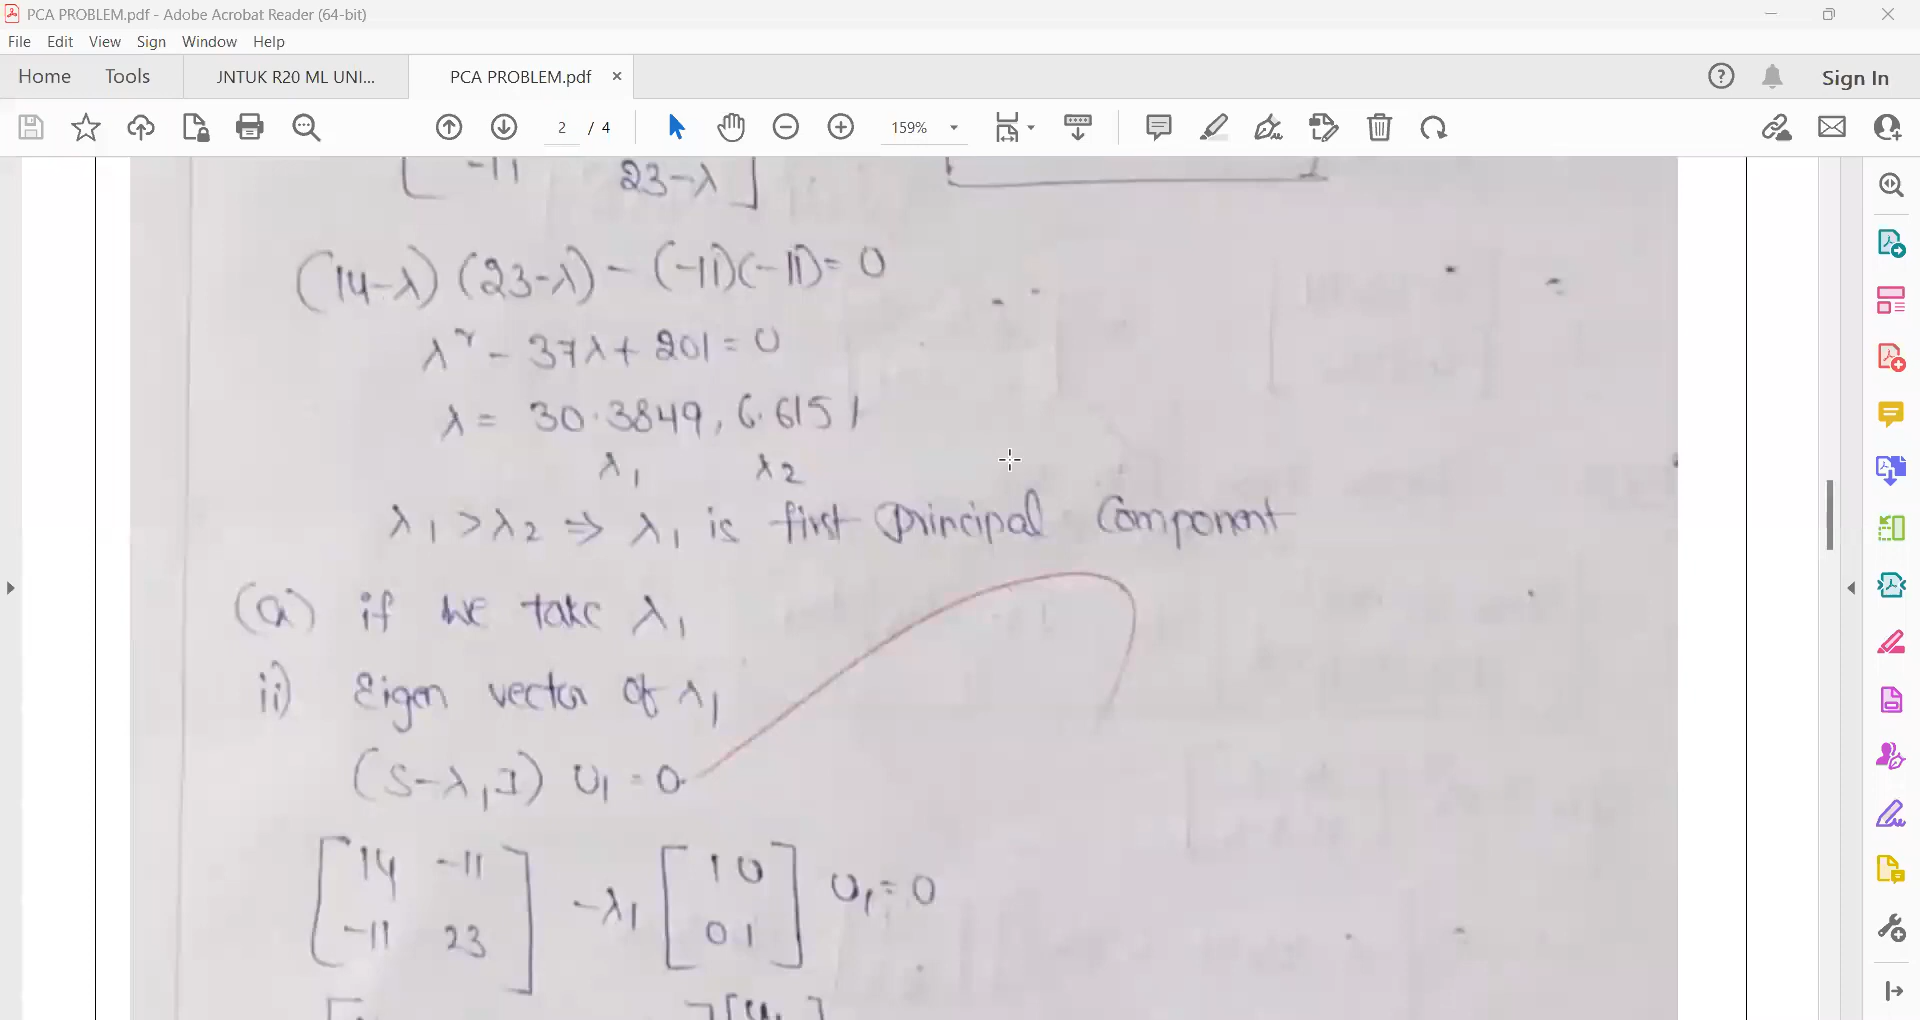 PCA PROBLEM.pdf - Adobe Acrobat Reader (64-bit)
File Edit View Sign Window Help
Home Tools JNTUK R20 ML UNI... PCA PROBLEM.pdf × Sign In
2 / 4 159%
-11 23-λ
(14-λ) (23-λ) - (-11)(-11) = 0
λ² - 37λ + 201 = 0
λ = 30.3849, 6.6151
λ1 λ2
λ1 > λ2 ⇒ λ1 is first principal Component
(a) if we take λ1
ii) Eigen vector of λ1
(S-λ1I) U1 = 0
[14 -11] -λ1 [1 0] U1 = 0
[-11 23] [0 1]